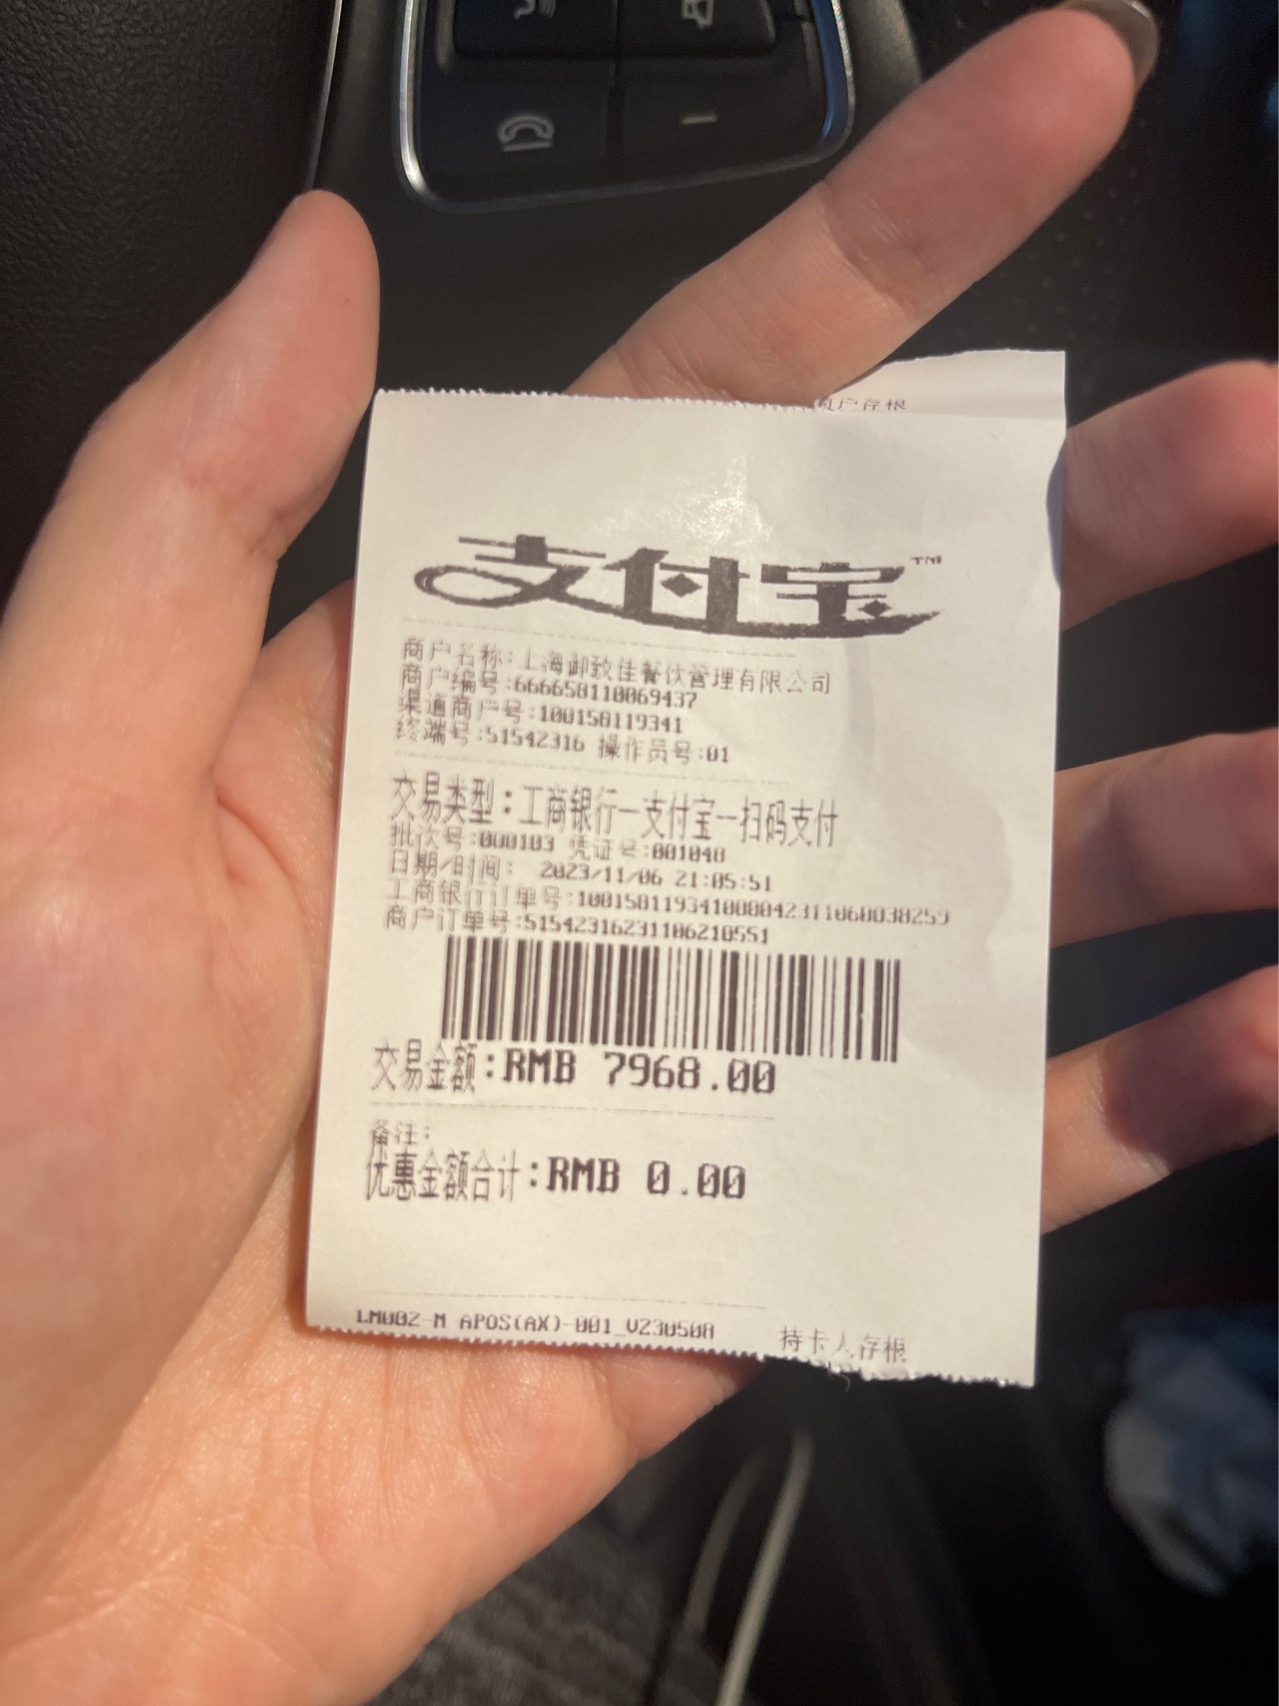 户存根
支付宝™
商户名称:上海御致佳餐饮管理有限公司
商户编号:666658110069437
渠道商户号:100158119341
终端号:51542316 操作员号:01
交易类型:工商银行—支付宝—扫码支付
批次号:000103 凭证号:001048
日期/时间: 2023/11/06 21:05:51
工商银行订单号:100158119341000042311060038259
商户订单号:51542316231106210551
交易金额:RMB 7968.00
备注:
优惠金额合计:RMB 0.00
LM002-M APOS(AX)-001_V230508
持卡人存根